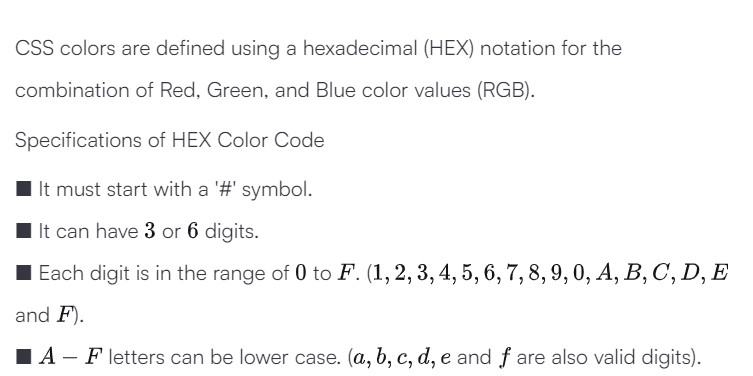 CSS colors are defined using a hexadecimal (HEX) notation for the
combination of Red, Green, and Blue color values (RGB).
Specifications of HEX Color Code
■ It must start with a '#' symbol.
■ It can have 3 or 6 digits.
■ Each digit is in the range of 0 to F. (1, 2, 3, 4, 5, 6, 7, 8, 9, 0, A, B, C, D, E
and F).
■ A – F letters can be lower case. (a, b, c, d, e and f are also valid digits).